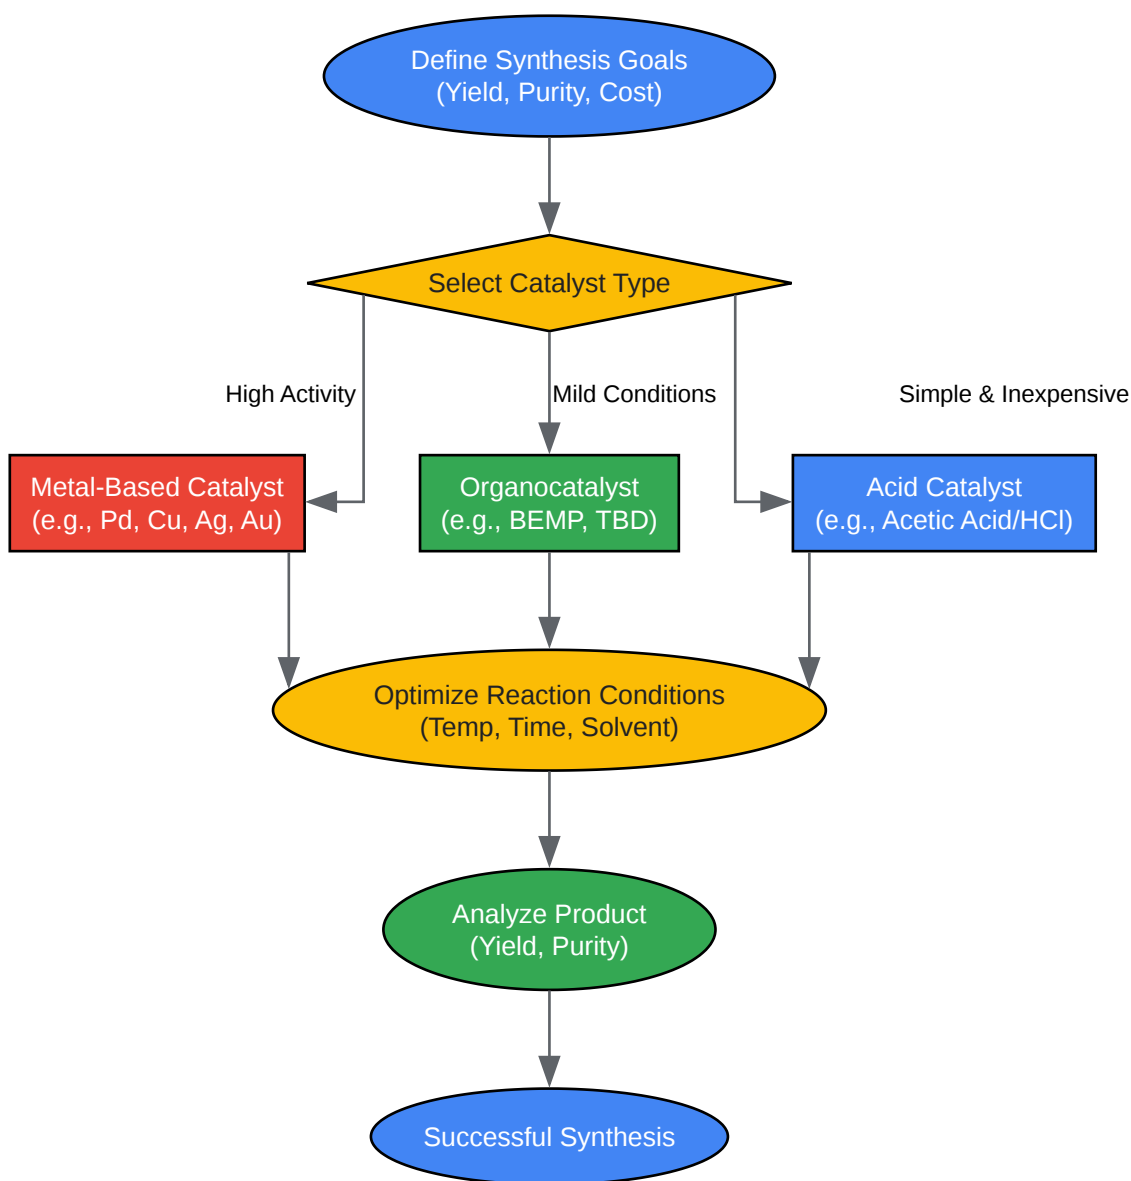 Define Synthesis Goals
(Yield, Purity, Cost)
Select Catalyst Type
High Activity
Mild Conditions
Simple & Inexpensive
Metal-Based Catalyst
(e.g., Pd, Cu, Ag, Au)
Organocatalyst
(e.g., BEMP, TBD)
Acid Catalyst
(e.g., Acetic Acid/HCl)
Optimize Reaction Conditions
(Temp, Time, Solvent)
Analyze Product
(Yield, Purity)
Successful Synthesis